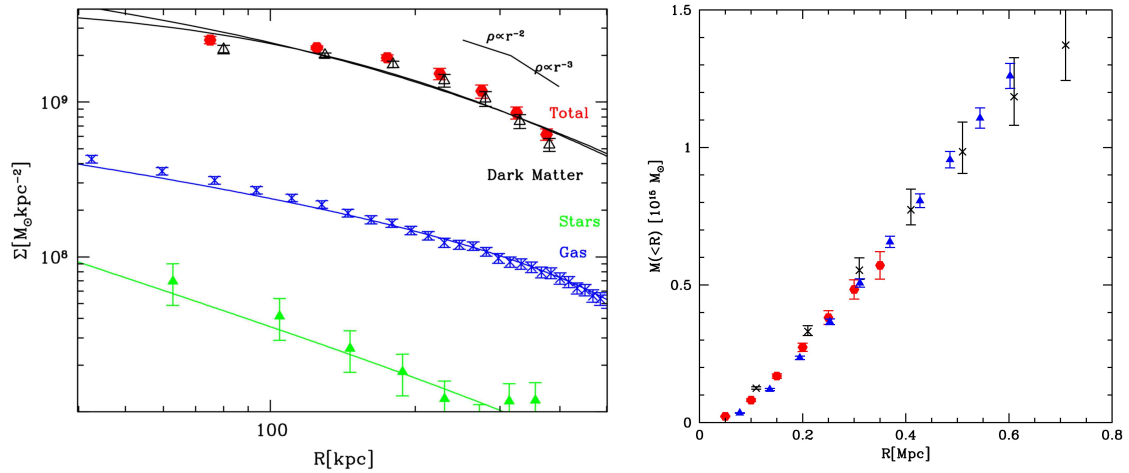 ρ∝r⁻²
ρ∝r⁻³
Total
Dark Matter
Stars
Gas
10⁹
10⁸
Σ[M⊙kpc⁻²]
100
R[kpc]
1.5
1
0.5
0
M(<R) [10¹⁵ M⊙]
0
0.2
0.4
0.6
0.8
R[Mpc]